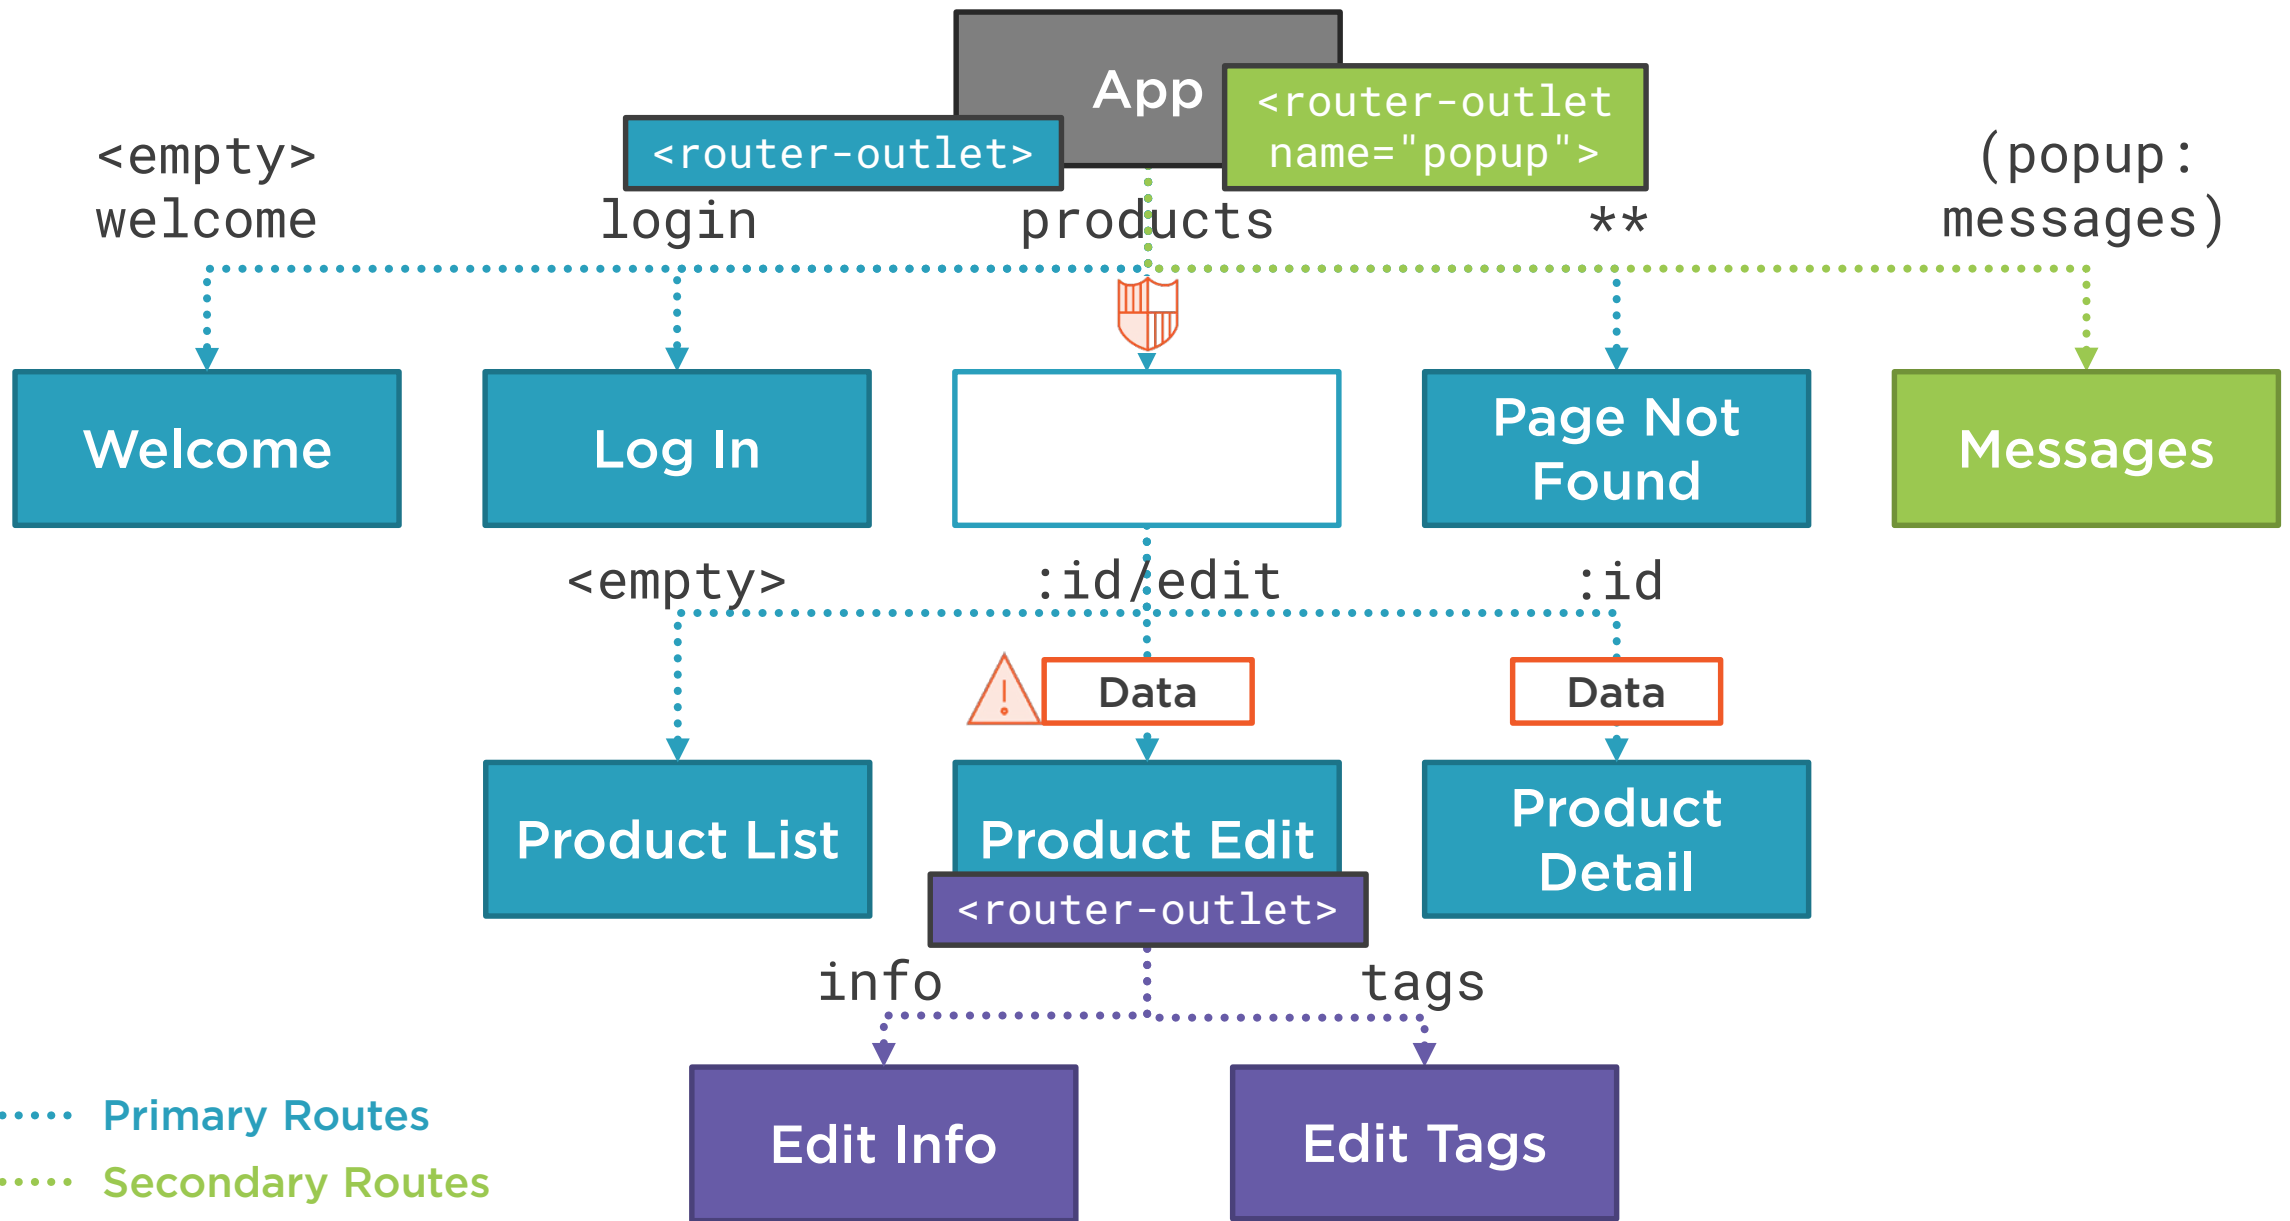 App
<router-outlet>
<router-outlet
name="popup">
<empty>
welcome
login
products
**
(popup:
messages)
Welcome
Log In
Page Not
Found
Messages
<empty>
:id/edit
:id
Data
Data
Product List
Product Edit
<router-outlet>
Product
Detail
info
tags
Edit Info
Edit Tags
Primary Routes
Secondary Routes